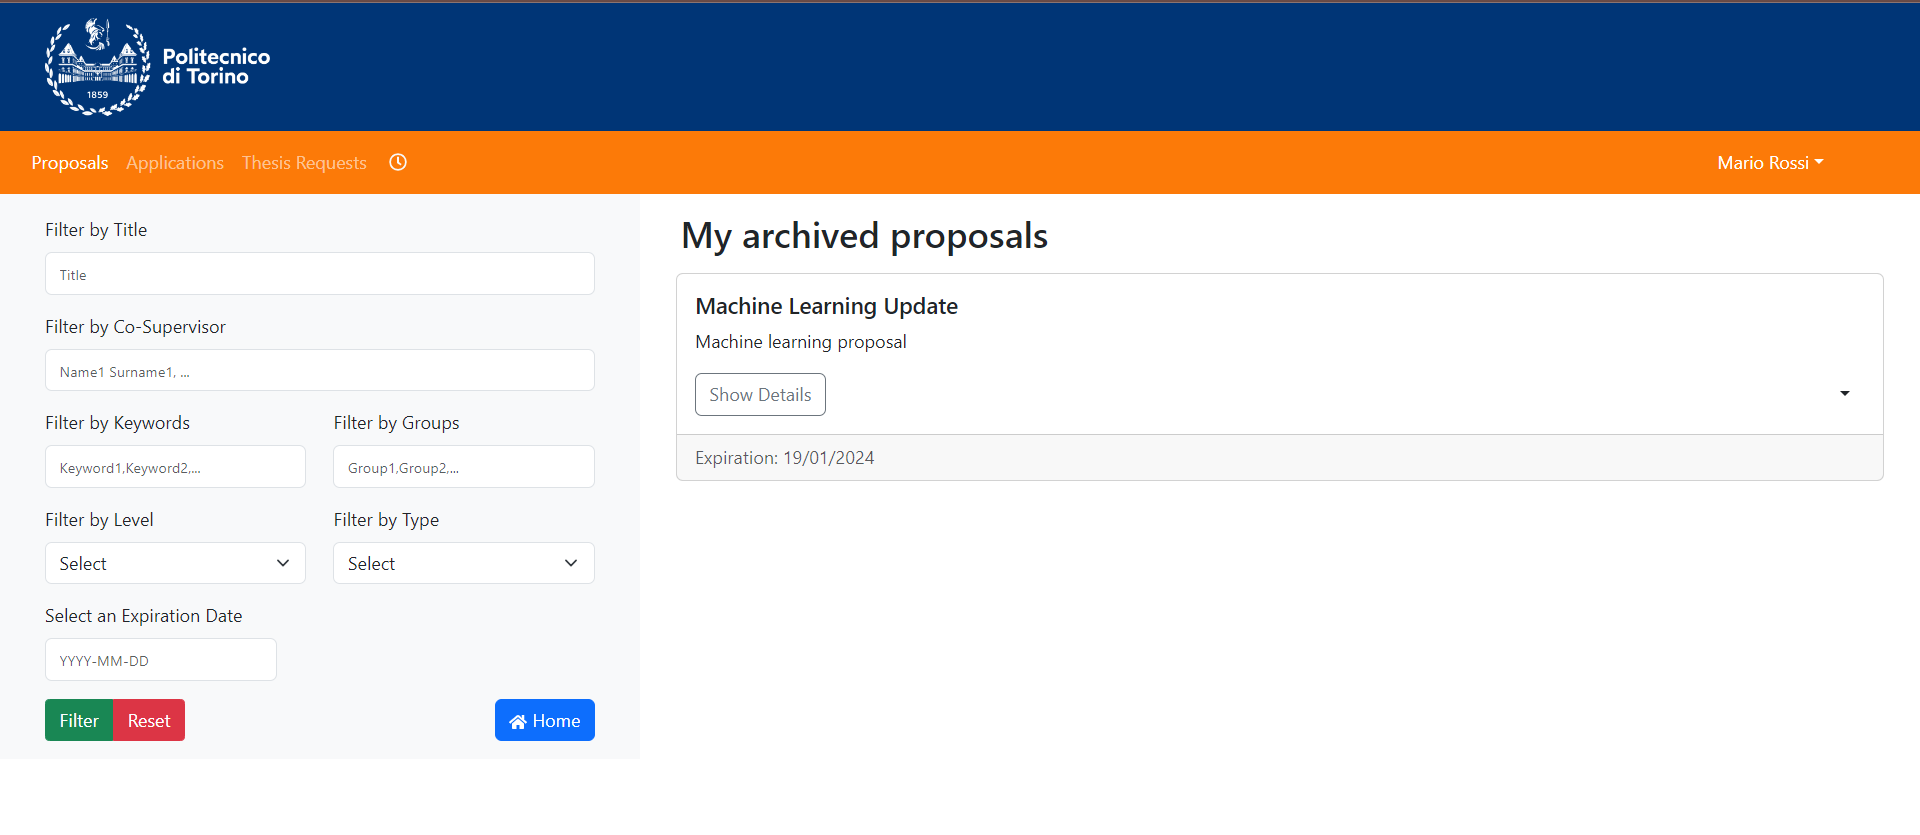 Politecnico
di Torino
1859
Proposals Applications Thesis Requests Mario Rossi
Filter by Title
Title
Filter by Co-Supervisor
Name1 Surname1, ...
Filter by Keywords Filter by Groups
Keyword1,Keyword2,... Group1,Group2,...
Filter by Level Filter by Type
Select Select
Select an Expiration Date
YYYY-MM-DD
Filter Reset Home
My archived proposals
Machine Learning Update
Machine learning proposal
Show Details
Expiration: 19/01/2024